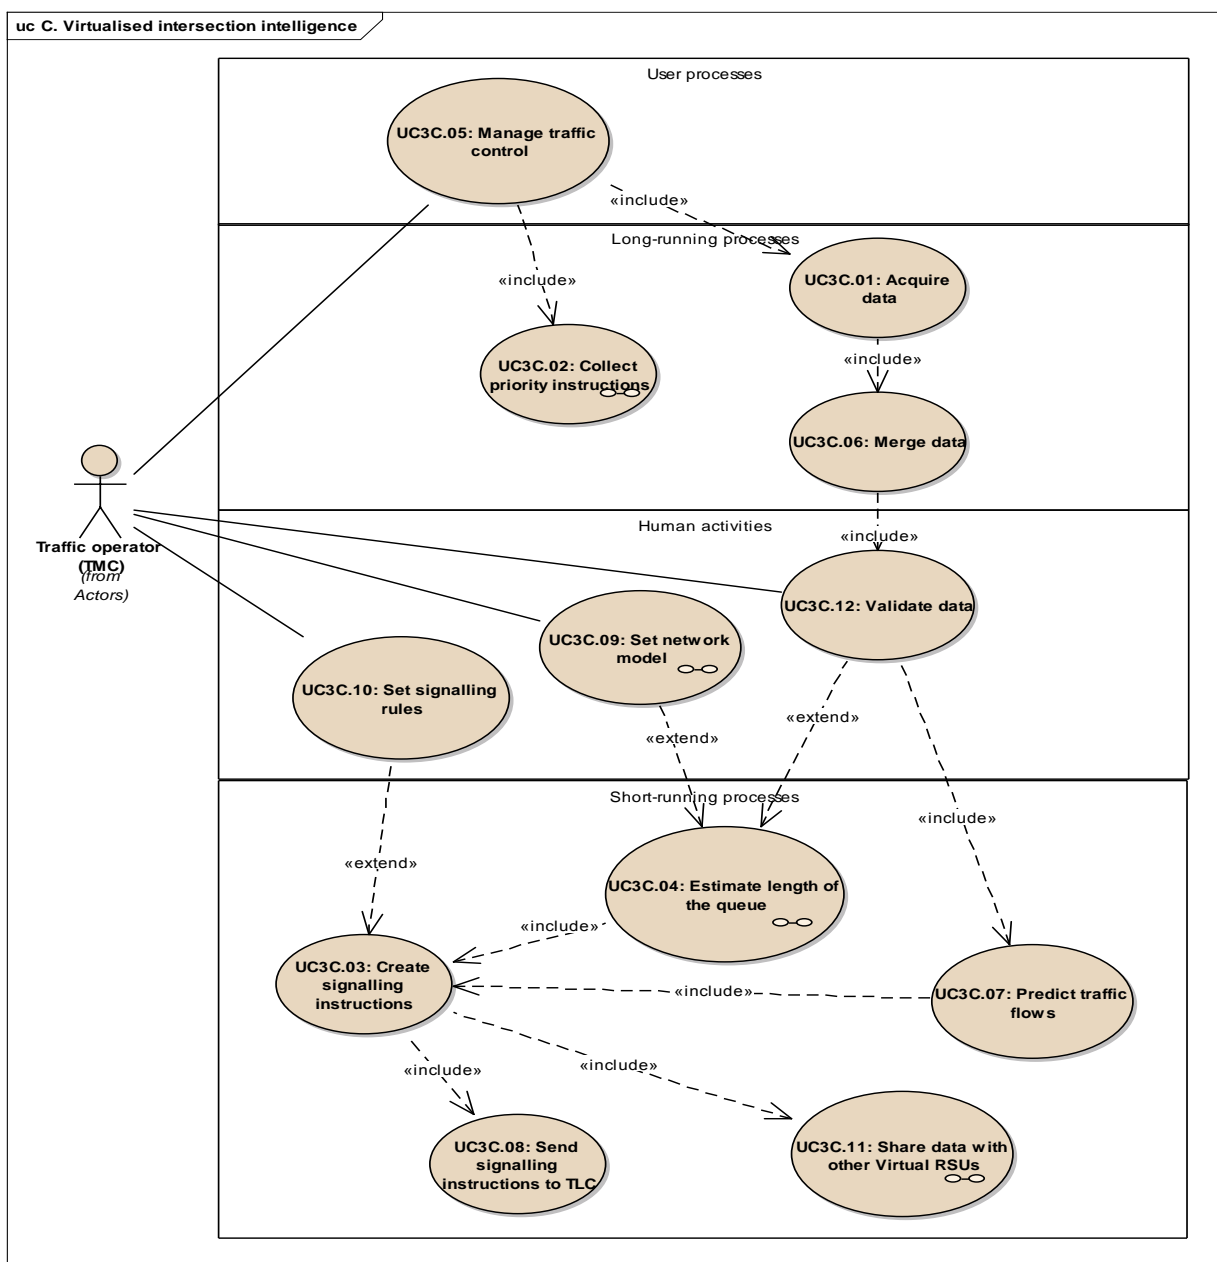 uc C. Virtualised intersection intelligence
User processes
UC3C.05: Manage traffic
control
«include»
Long-running processes
«include»
UC3C.01: Acquire
data
UC3C.02: Collect
priority instructions
«include»
UC3C.06: Merge data
Traffic operator
(TMC)
(from
Actors)
Human activities
«include»
UC3C.12: Validate data
UC3C.09: Set network
model
UC3C.10: Set signalling
rules
«extend»
«extend»
Short-running processes
«include»
«extend»
UC3C.04: Estimate length of
the queue
«include»
UC3C.03: Create
signalling
instructions
«include»
UC3C.07: Predict traffic
flows
«include»
«include»
UC3C.08: Send
signalling
instructions to TLC
UC3C.11: Share data with
other Virtual RSUs